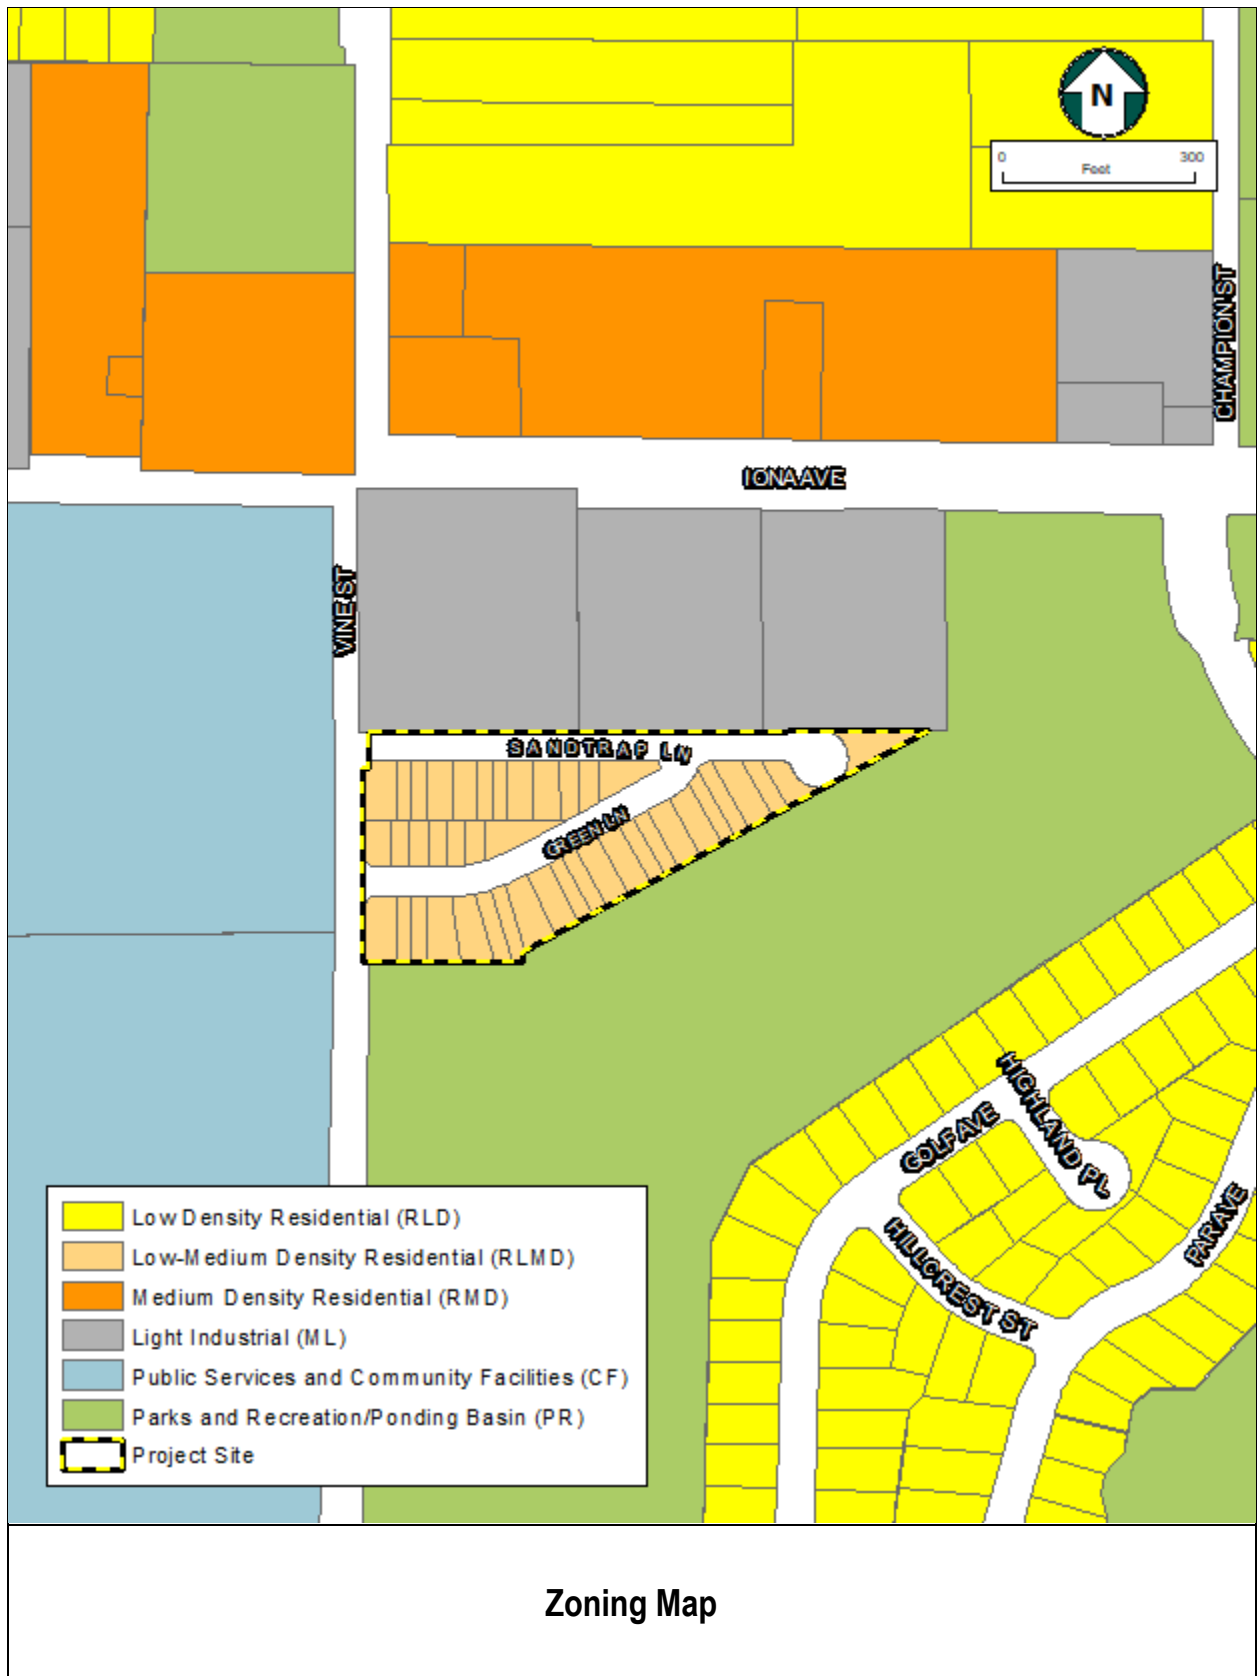 N
0 300
Feet
CHAMPION ST
IONA AVE
VINE ST
SANDTRAP LN
GREEN LN
HIGHLAND PL
GOLF AVE
PAR AVE
HILLCREST ST
Low Density Residential (RLD)
Low-Medium Density Residential (RLMD)
Medium Density Residential (RMD)
Light Industrial (ML)
Public Services and Community Facilities (CF)
Parks and Recreation/Ponding Basin (PR)
Project Site
Zoning Map